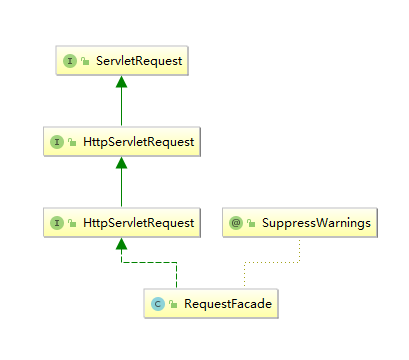 I ServletRequest
I HttpServletRequest
I HttpServletRequest
@ SuppressWarnings
C RequestFacade